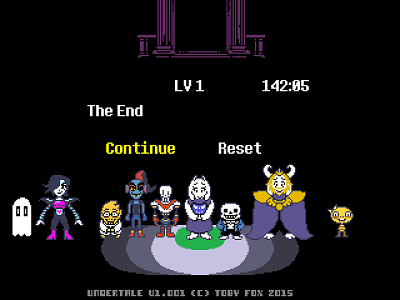 LV 1 142:05
The End
Continue Reset
UNDERTALE V1.001 (C) TOBY FOX 2015